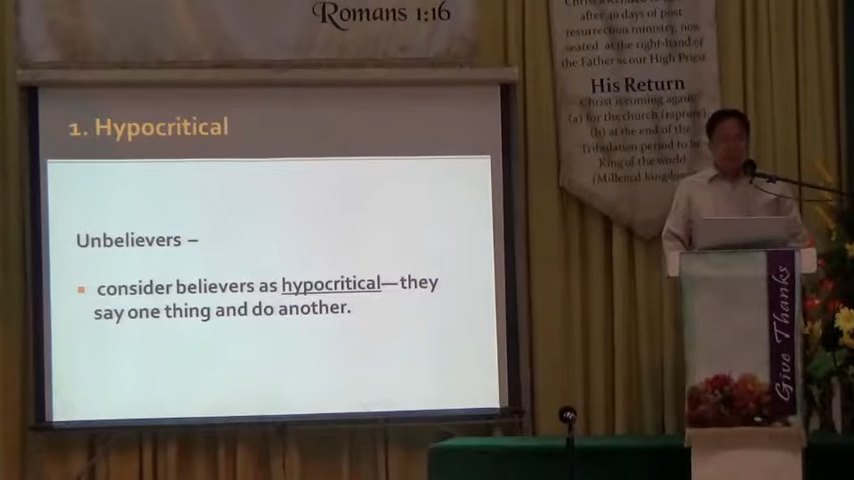 Romans 1:16
1. Hypocritical
Unbelievers –
consider believers as hypocritical—they
say one thing and do another.
after 40 days of post
resurrection ministry, now
seated at the right hand of
the Father as our High Priest
His Return
Christ is coming again
(a) for the church (rapture)
(b) at the end of the
Tribulation period to be
King of the world
(Millenal kingdom
Give Thanks